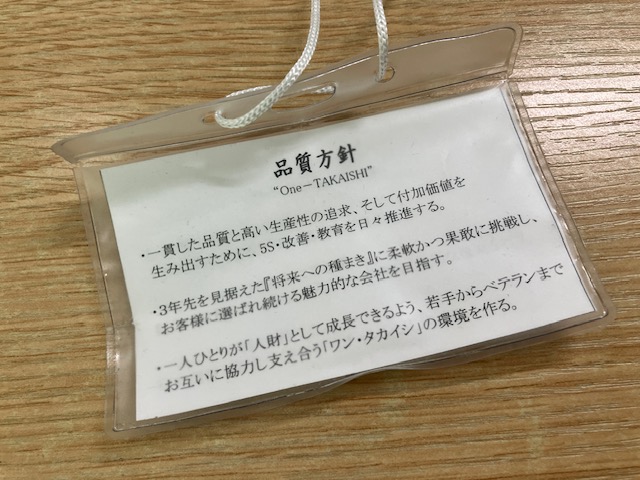 品質方針
“One－TAKAISHI”
・一貫した品質と高い生産性の追求、そして付加価値を
生み出すために、5S・改善・教育を日々推進する。
・3年先を見据えた『将来への種まき』に柔軟かつ果敢に挑戦し、
お客様に選ばれ続ける魅力的な会社を目指す。
・一人ひとりが「人財」として成長できるよう、若手からベテランまで
お互いに協力し支え合う「ワン・タカイシ」の環境を作る。